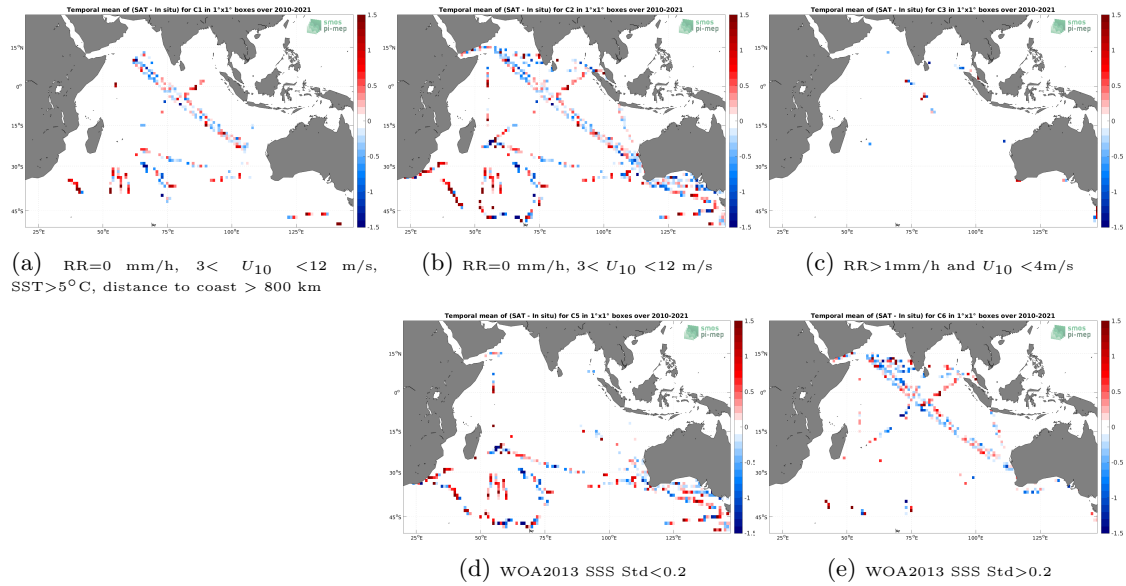 Temporal mean of (SAT - In situ) for C1 in 1°x1° boxes over 2010-2021
smos
pi-mep
15°N
0°
15°S
30°S
45°S
25°E
50°E
75°E
100°E
125°E
1.5
1
0.5
0
-0.5
-1
-1.5
(a) RR=0 mm/h, 3< U10 <12 m/s,
SST>5°C, distance to coast > 800 km
Temporal mean of (SAT - In situ) for C2 in 1°x1° boxes over 2010-2021
smos
pi-mep
15°N
0°
15°S
30°S
45°S
25°E
50°E
75°E
100°E
125°E
1.5
1
0.5
0
-0.5
-1
-1.5
(b) RR=0 mm/h, 3< U10 <12 m/s
Temporal mean of (SAT - In situ) for C3 in 1°x1° boxes over 2010-2021
smos
pi-mep
15°N
0°
15°S
30°S
45°S
25°E
50°E
75°E
100°E
125°E
1.5
1
0.5
0
-0.5
-1
-1.5
(c) RR>1mm/h and U10 <4m/s
Temporal mean of (SAT - In situ) for C5 in 1°x1° boxes over 2010-2021
smos
pi-mep
15°N
0°
15°S
30°S
45°S
25°E
50°E
75°E
100°E
125°E
1.5
1
0.5
0
-0.5
-1
-1.5
(d) WOA2013 SSS Std<0.2
Temporal mean of (SAT - In situ) for C6 in 1°x1° boxes over 2010-2021
smos
pi-mep
15°N
0°
15°S
30°S
45°S
25°E
50°E
75°E
100°E
125°E
1.5
1
0.5
0
-0.5
-1
-1.5
(e) WOA2013 SSS Std>0.2